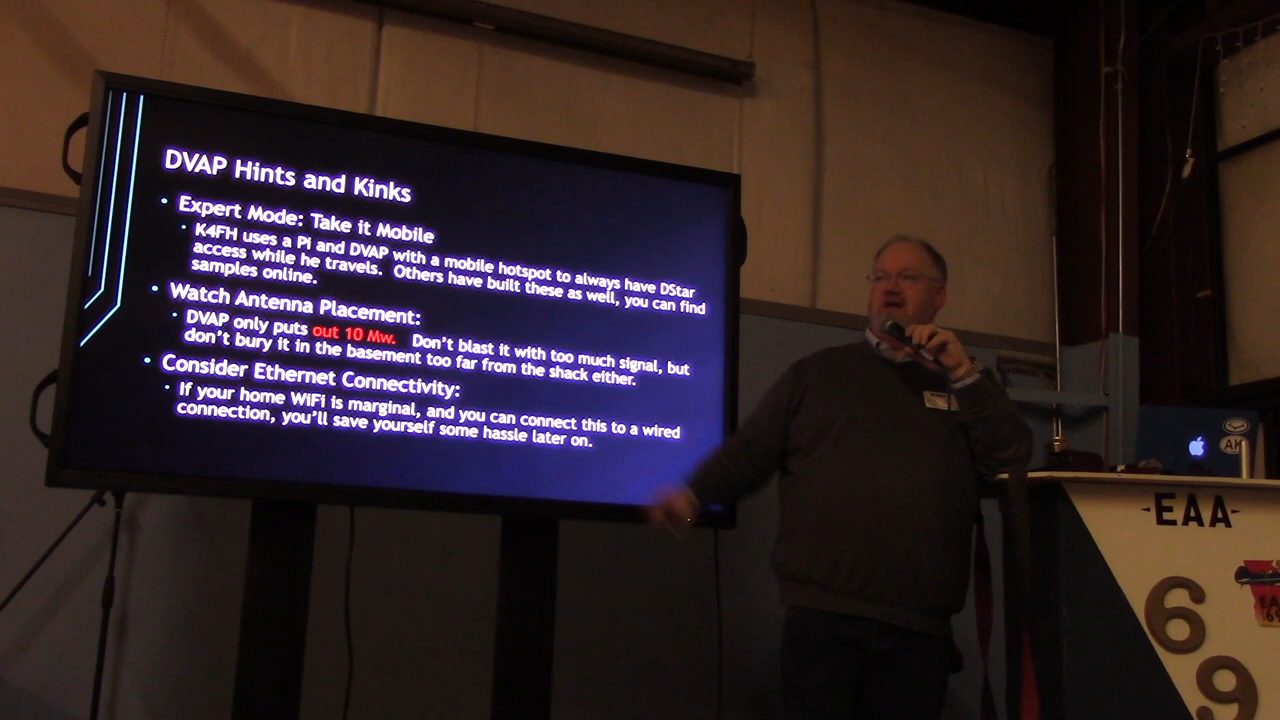 DVAP Hints and Kinks
• Expert Mode: Take it Mobile
• K4FH uses a Pi and DVAP with a mobile hotspot to always have DStar
access while he travels. Others have built these as well, you can find
samples online.
• Watch Antenna Placement:
• DVAP only puts out 10 Mw. Don't blast it with too much signal, but
don't bury it in the basement too far from the shack either.
• Consider Ethernet Connectivity:
• If your home WiFi is marginal, and you can connect this to a wired
connection, you'll save yourself some hassle later on.
AK
EAA
6
9